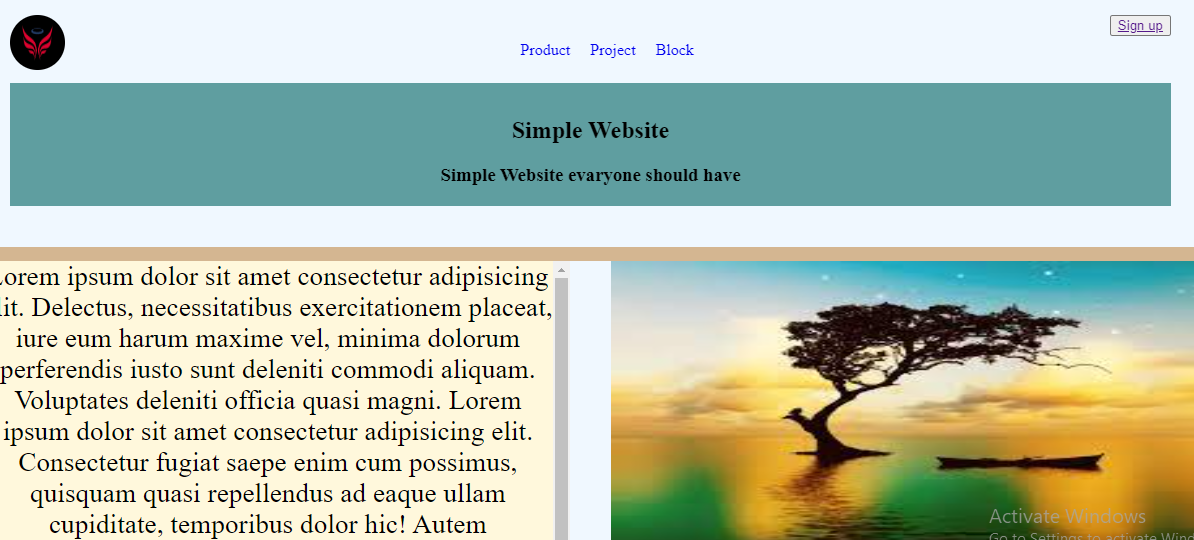 Sign up
Product Project Block
Simple Website
Simple Website evaryone should have
Lorem ipsum dolor sit amet consectetur adipisicing
lit. Delectus, necessitatibus exercitationem placeat,
iure eum harum maxime vel, minima dolorum
perferendis iusto sunt deleniti commodi aliquam.
Voluptates deleniti officia quasi magni. Lorem
ipsum dolor sit amet consectetur adipisicing elit.
Consectetur fugiat saepe enim cum possimus,
quisquam quasi repellendus ad eaque ullam
cupiditate, temporibus dolor hic! Autem
Activate Windows
Go to Settings to activate Win